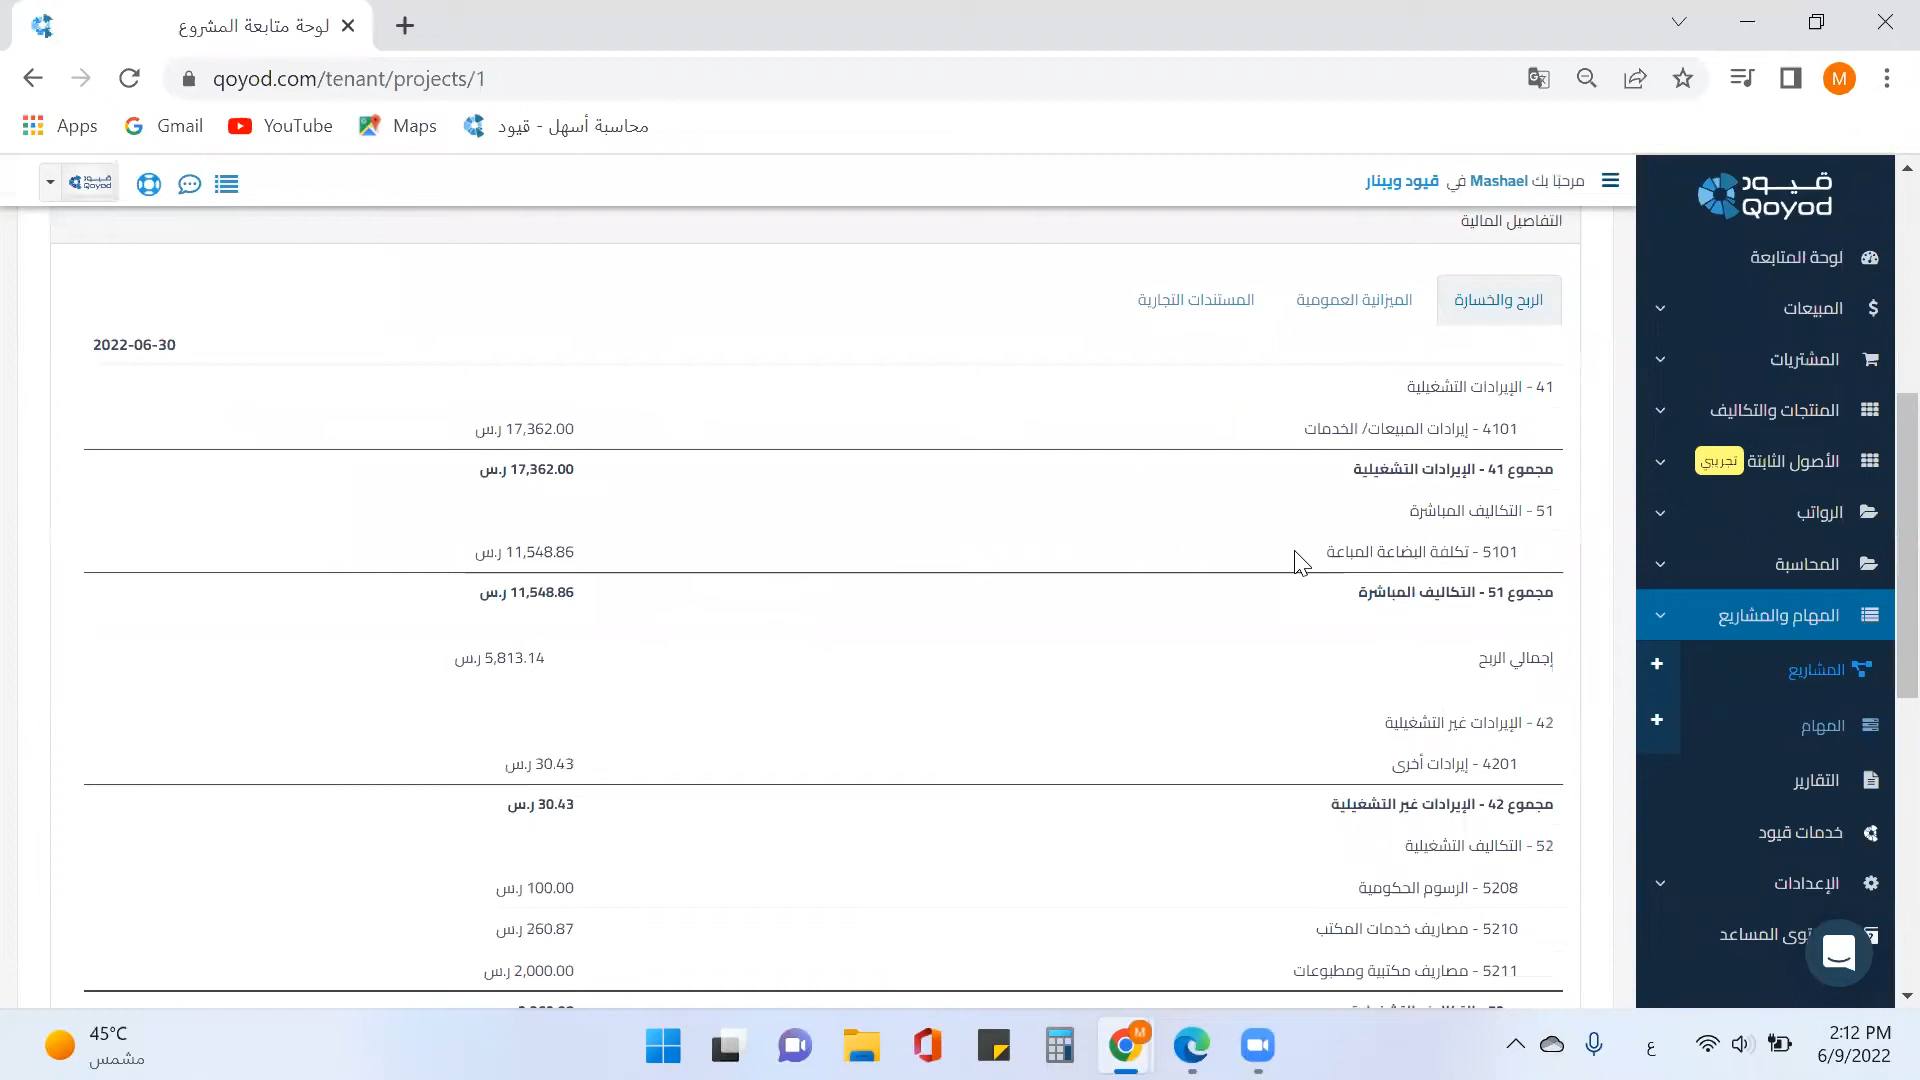 لوحة متابعة المشروع
qoyod.com/tenant/projects/1
M
Apps
Gmail
YouTube
Maps
محاسبة أسهل - قيود
قيود
Qoyod
مرحبًا بك Mashael في قيود ويبنار
قيود
Qoyod
التفاصيل المالية
الربح والخسارة
الميزانية العمومية
المستندات التجارية
2022-06-30
41 - الإيرادات التشغيلية
4101 - إيرادات المبيعات/ الخدمات 17,362.00 ر.س
مجموع 41 - الإيرادات التشغيلية 17,362.00 ر.س
51 - التكاليف المباشرة
5101 - تكلفة البضاعة المباعة 11,548.86 ر.س
مجموع 51 - التكاليف المباشرة 11,548.86 ر.س
إجمالي الربح 5,813.14 ر.س
42 - الإيرادات غير التشغيلية
4201 - إيرادات أخرى 30.43 ر.س
مجموع 42 - الإيرادات غير التشغيلية 30.43 ر.س
52 - التكاليف التشغيلية
5208 - الرسوم الحكومية 100.00 ر.س
5210 - مصاريف خدمات المكتب 260.87 ر.س
5211 - مصاريف مكتبية ومطبوعات 2,000.00 ر.س
لوحة المتابعة
المبيعات
المشتريات
المنتجات والتكاليف
الأصول الثابتة تجريبي
الرواتب
المحاسبة
المهام والمشاريع
المشاريع
المهام
التقارير
خدمات قيود
الإعدادات
المساعد
45°C
مشمس
M
ع
2:12 PM
6/9/2022